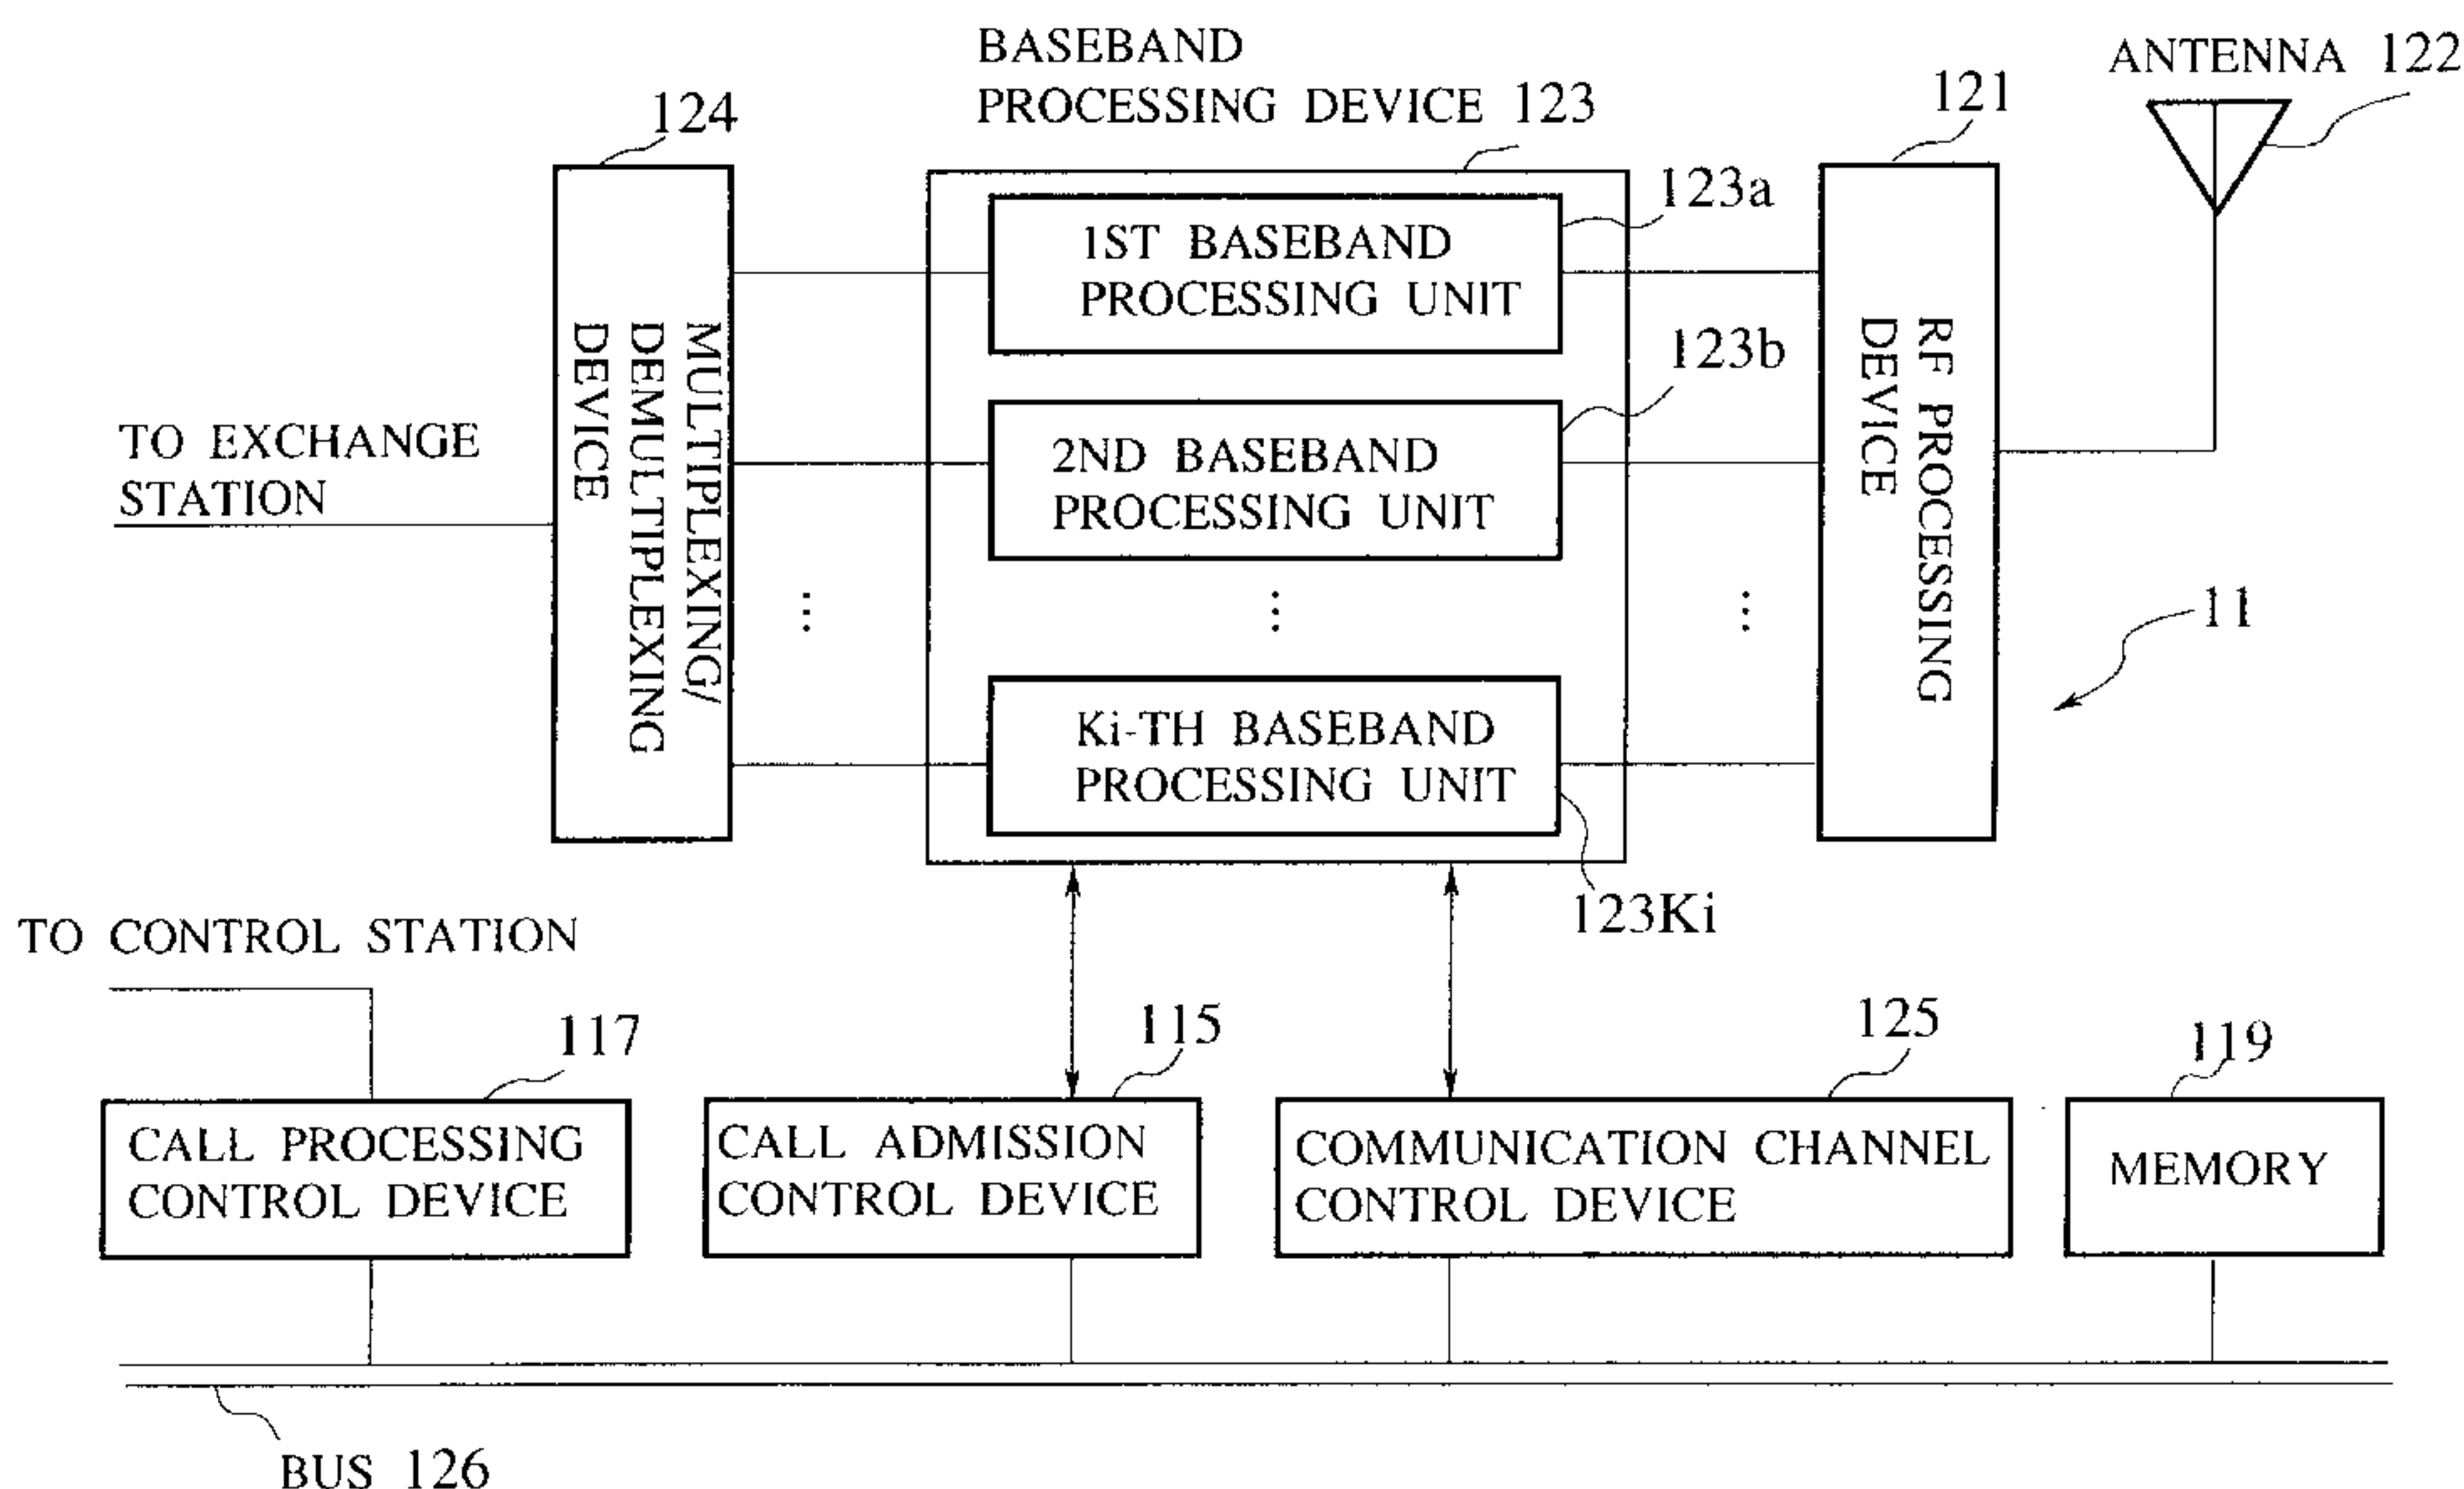 BASEBAND
PROCESSING DEVICE 123
ANTENNA 122
124
121
123a
1ST BASEBAND
PROCESSING UNIT
123b
2ND BASEBAND
PROCESSING UNIT
MULTIPLEXING/
DEMULTIPLEXING
DEVICE
RF PROCESSING
DEVICE
TO EXCHANGE
STATION
⋮
⋮
⋮
11
Ki-TH BASEBAND
PROCESSING UNIT
123Ki
TO CONTROL STATION
117
115
125
119
CALL PROCESSING
CONTROL DEVICE
CALL ADMISSION
CONTROL DEVICE
COMMUNICATION CHANNEL
CONTROL DEVICE
MEMORY
BUS 126